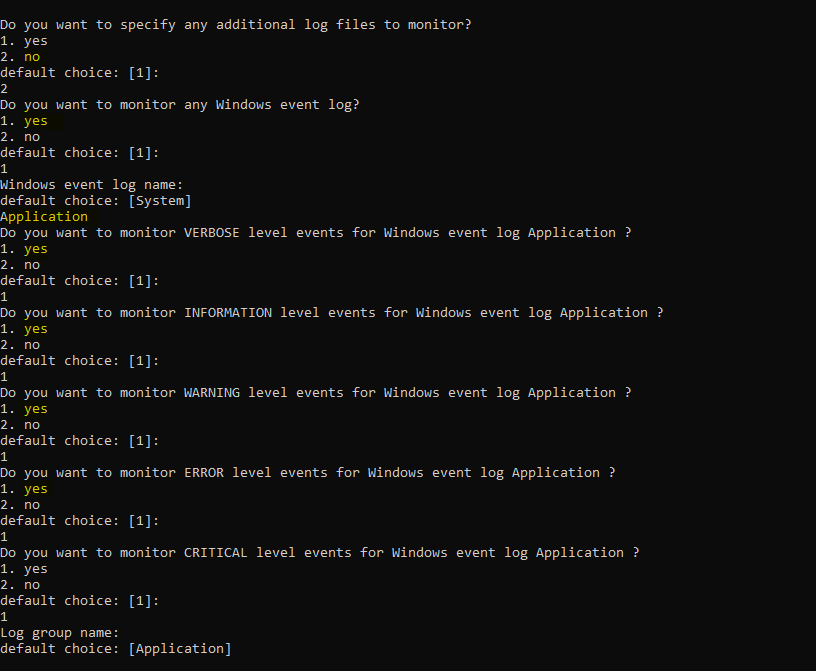 Do you want to specify any additional log files to monitor?
1. yes
2. no
default choice: [1]:
2
Do you want to monitor any Windows event log?
1. yes
2. no
default choice: [1]:
1
Windows event log name:
default choice: [System]
Application
Do you want to monitor VERBOSE level events for Windows event log Application ?
1. yes
2. no
default choice: [1]:
1
Do you want to monitor INFORMATION level events for Windows event log Application ?
1. yes
2. no
default choice: [1]:
1
Do you want to monitor WARNING level events for Windows event log Application ?
1. yes
2. no
default choice: [1]:
1
Do you want to monitor ERROR level events for Windows event log Application ?
1. yes
2. no
default choice: [1]:
1
Do you want to monitor CRITICAL level events for Windows event log Application ?
1. yes
2. no
default choice: [1]:
1
Log group name:
default choice: [Application]